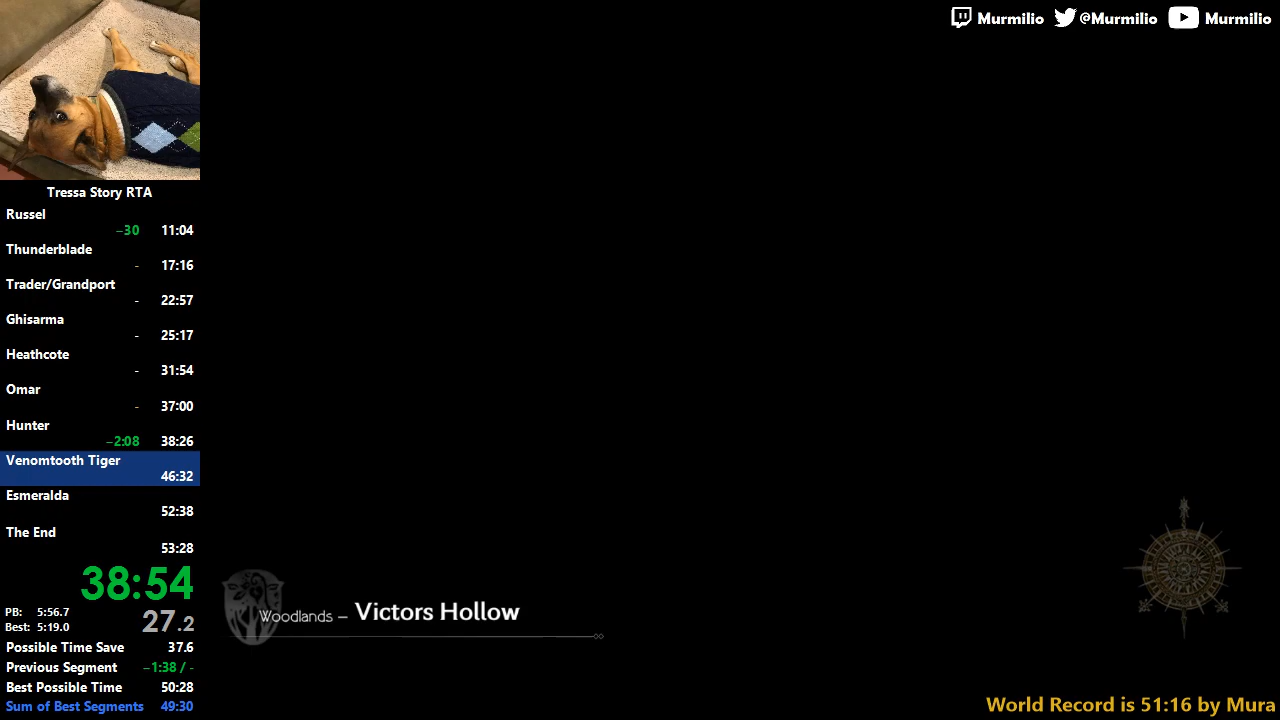 Murmilio @Murmilio Murmilio
Tressa Story RTA
Russel
−30 11:04
Thunderblade
- 17:16
Trader/Grandport
- 22:57
Ghisarma
- 25:17
Heathcote
- 31:54
Omar
- 37:00
Hunter
−2:08 38:26
Venomtooth Tiger
46:32
Esmeralda
52:38
The End
53:28
38:54
PB: 5:56.7
Best: 5:19.0
27.2
Possible Time Save 37.6
Previous Segment −1:38 / -
Best Possible Time 50:28
Sum of Best Segments 49:30
Woodlands – Victors Hollow
World Record is 51:16 by Mura